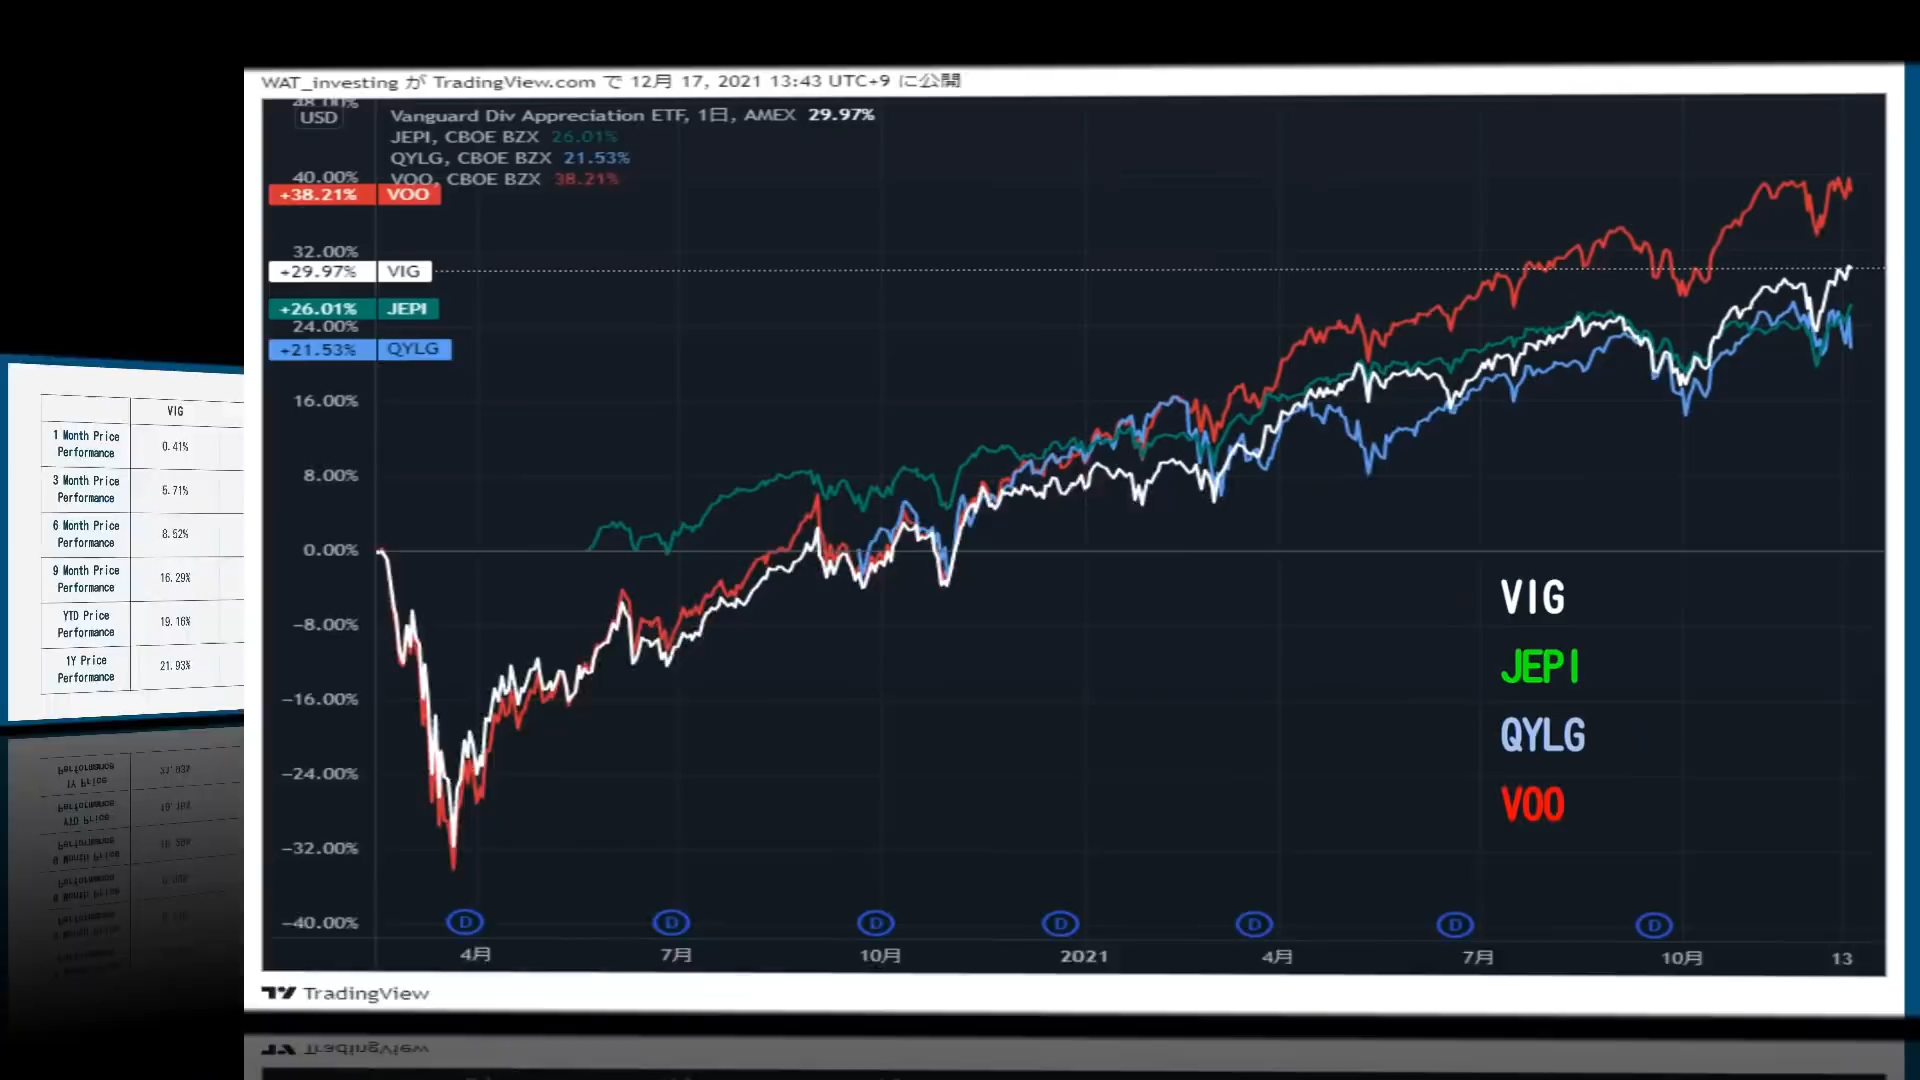 WAT_investing が TradingView.com で 12月 17, 2021 13:43 UTC+9 に公開
48.00%
USD
Vanguard Div Appreciation ETF, 1日, AMEX 29.97%
JEPI, CBOE BZX 26.01%
QYLG, CBOE BZX 21.53%
VOO, CBOE BZX 38.21%
40.00%
+38.21% VOO
32.00%
+29.97% VIG
+26.01% JEPI
24.00%
+21.53% QYLG
16.00%
8.00%
0.00%
-8.00%
-16.00%
-24.00%
-32.00%
-40.00%
VIG
JEPI
QYLG
VOO
D D D D D D D
4月 7月 10月 2021 4月 7月 10月 13
TradingView
VIG
1 Month Price
Performance
0.41%
3 Month Price
Performance
5.71%
6 Month Price
Performance
8.52%
9 Month Price
Performance
16.29%
YTD Price
Performance
19.16%
1Y Price
Performance
21.93%